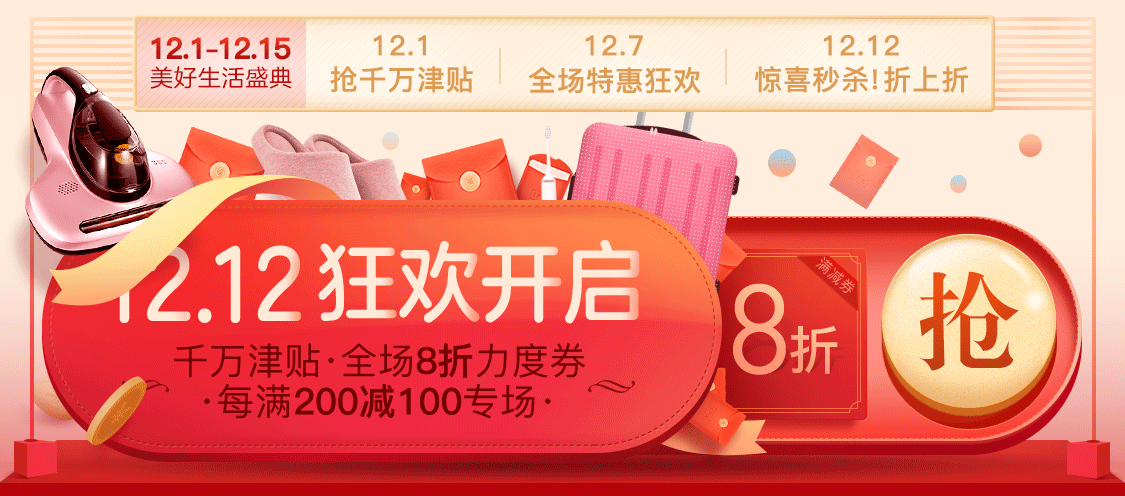 12.1-12.15
美好生活盛典
12.1
抢千万津贴
12.7
全场特惠狂欢
12.12
惊喜秒杀!折上折
12.12狂欢开启
千万津贴·全场8折力度券
·每满200减100专场·
满减券
8折
抢